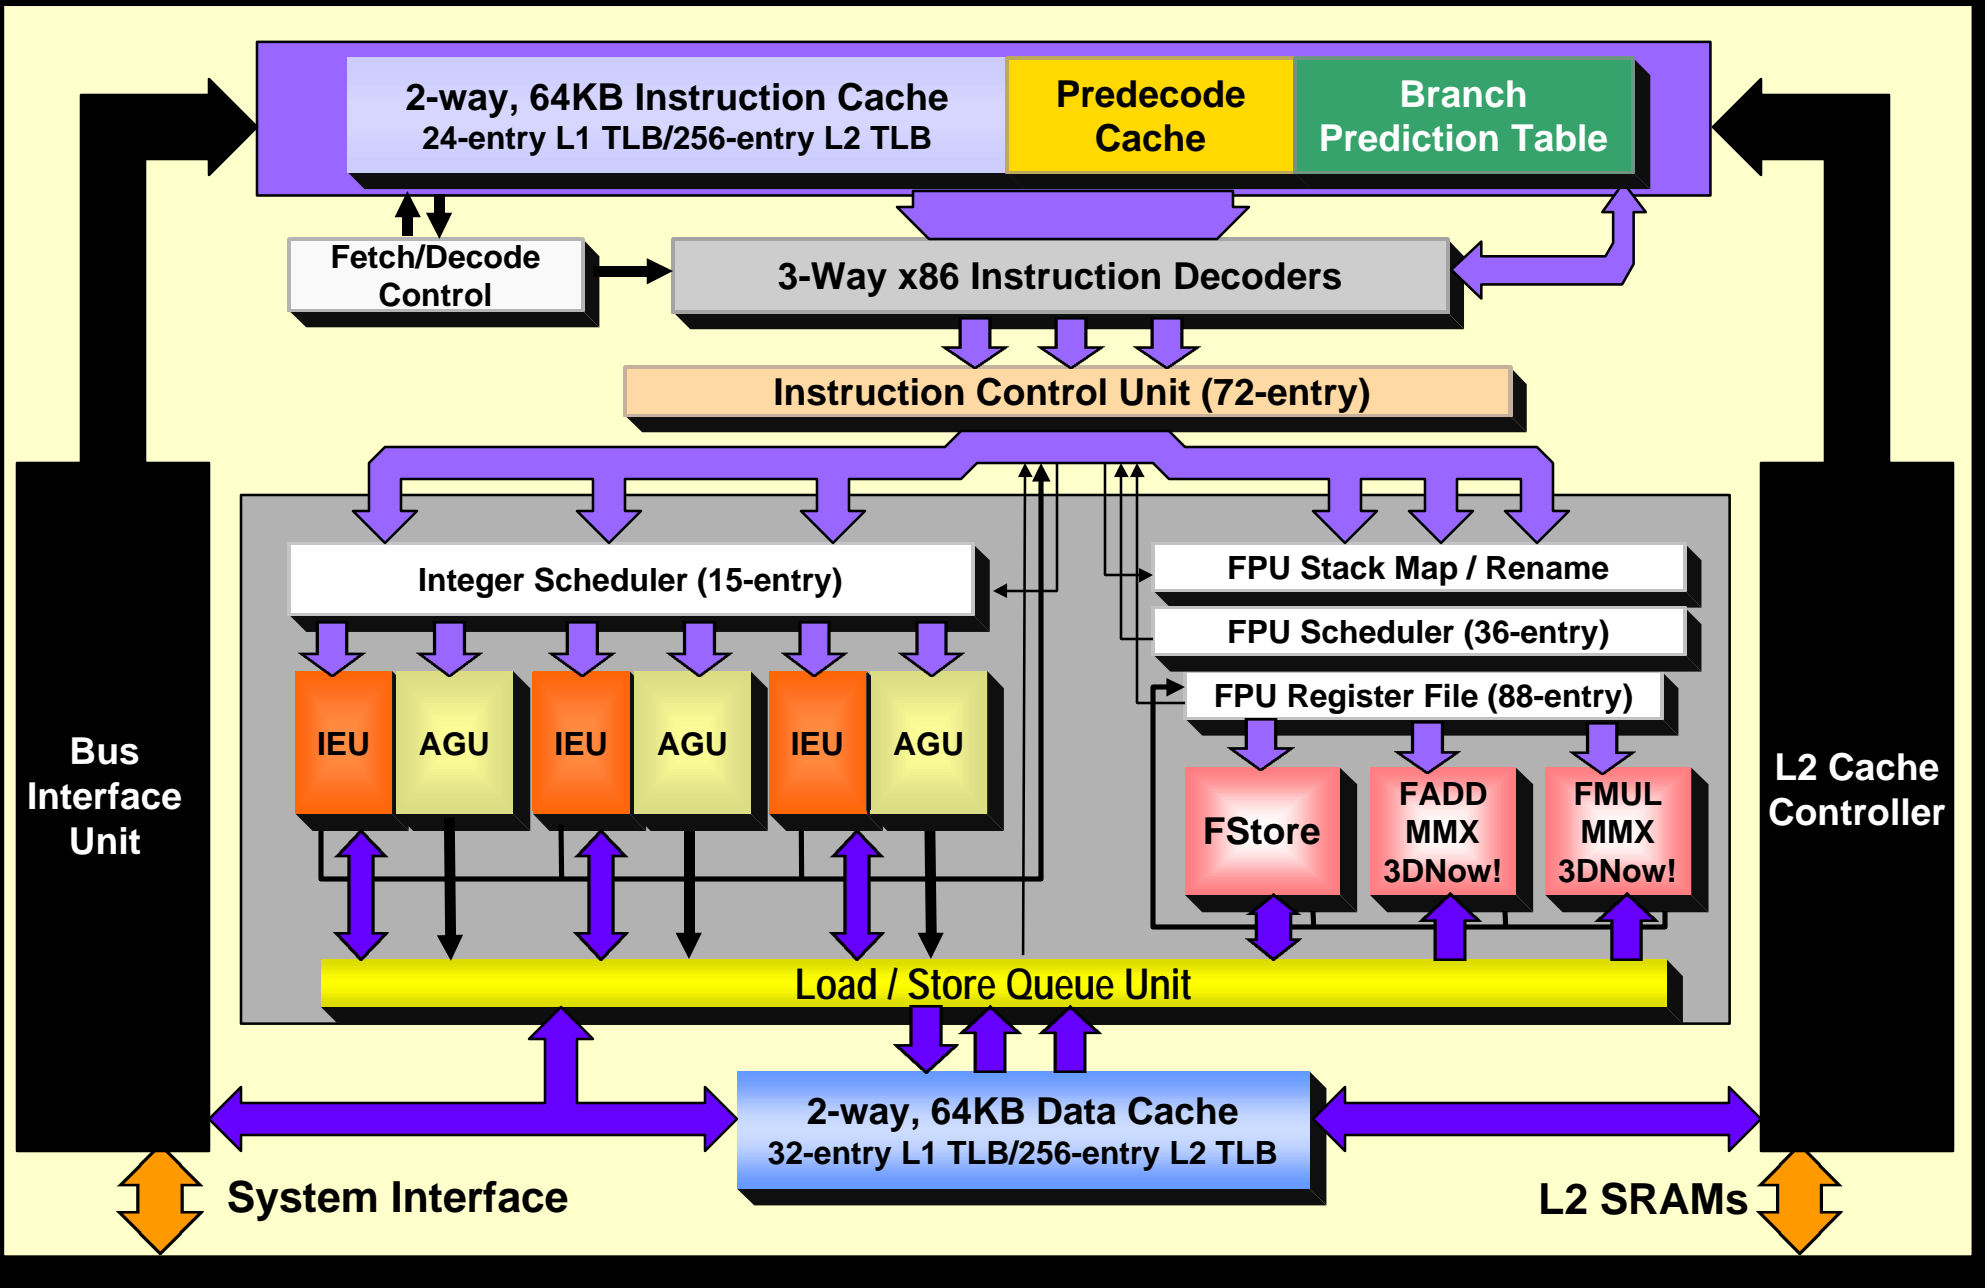 2-way, 64KB Instruction Cache
24-entry L1 TLB/256-entry L2 TLB
Predecode
Cache
Branch
Prediction Table
Fetch/Decode
Control
3-Way x86 Instruction Decoders
Instruction Control Unit (72-entry)
Integer Scheduler (15-entry)
FPU Stack Map / Rename
FPU Scheduler (36-entry)
FPU Register File (88-entry)
IEU
AGU
IEU
AGU
IEU
AGU
FStore
FADD
MMX
3DNow!
FMUL
MMX
3DNow!
Bus
Interface
Unit
L2 Cache
Controller
Load / Store Queue Unit
2-way, 64KB Data Cache
32-entry L1 TLB/256-entry L2 TLB
System Interface
L2 SRAMs